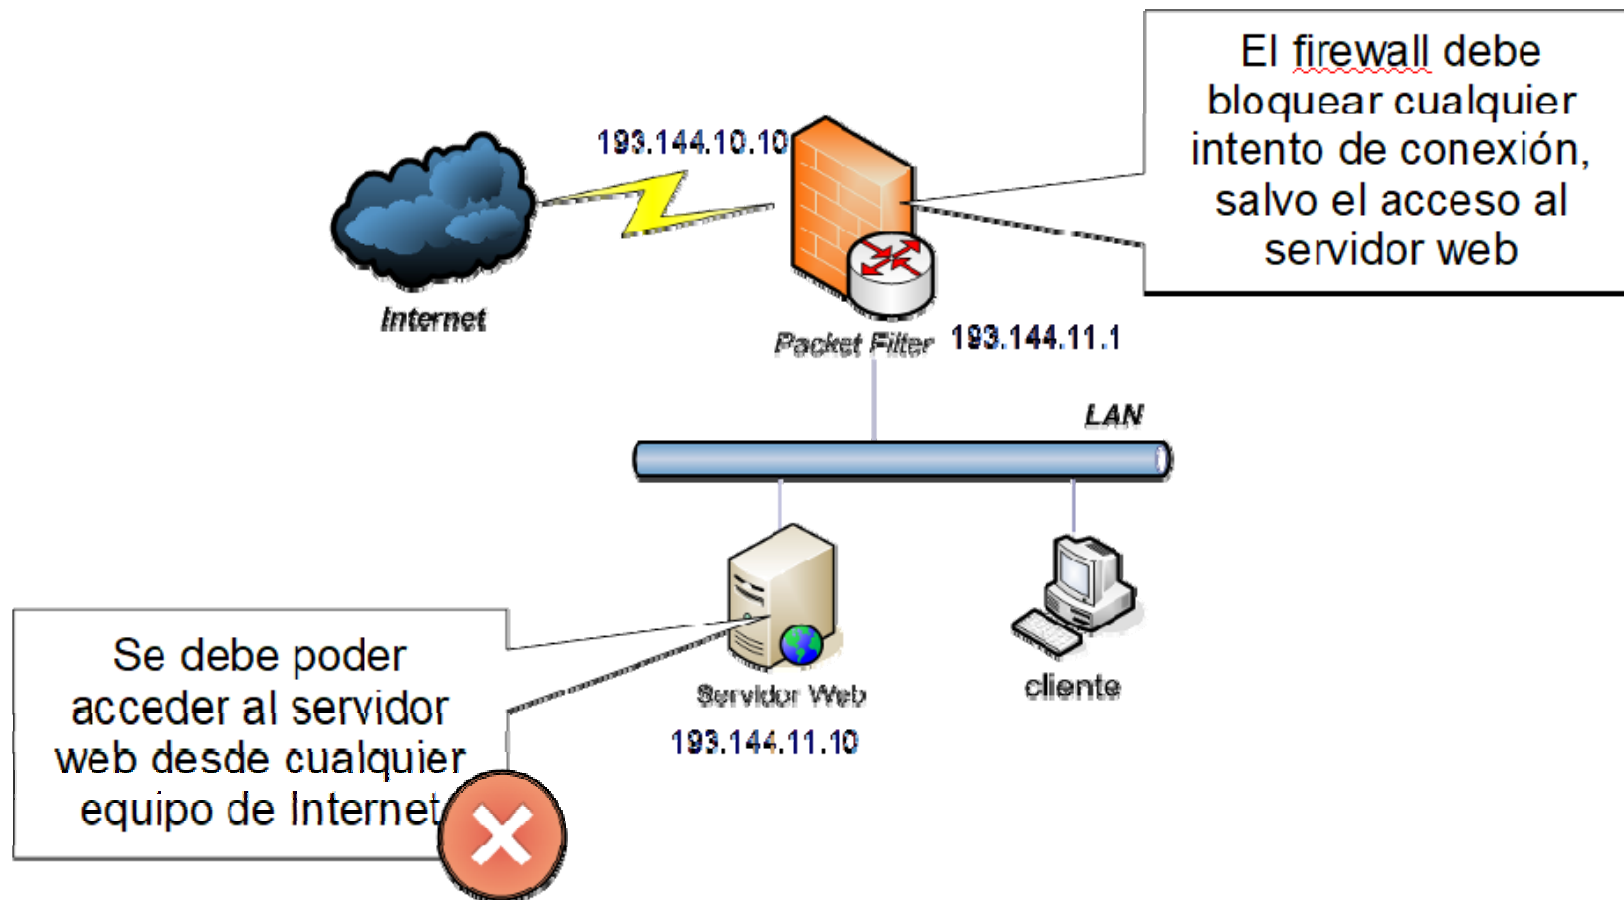 El firewall debe
bloquear cualquier
intento de conexión,
salvo el acceso al
servidor web
193.144.10.10
Internet
Packet Filter
193.144.11.1
LAN
Servidor Web
193.144.11.10
cliente
Se debe poder
acceder al servidor
web desde cualquier
equipo de Internet